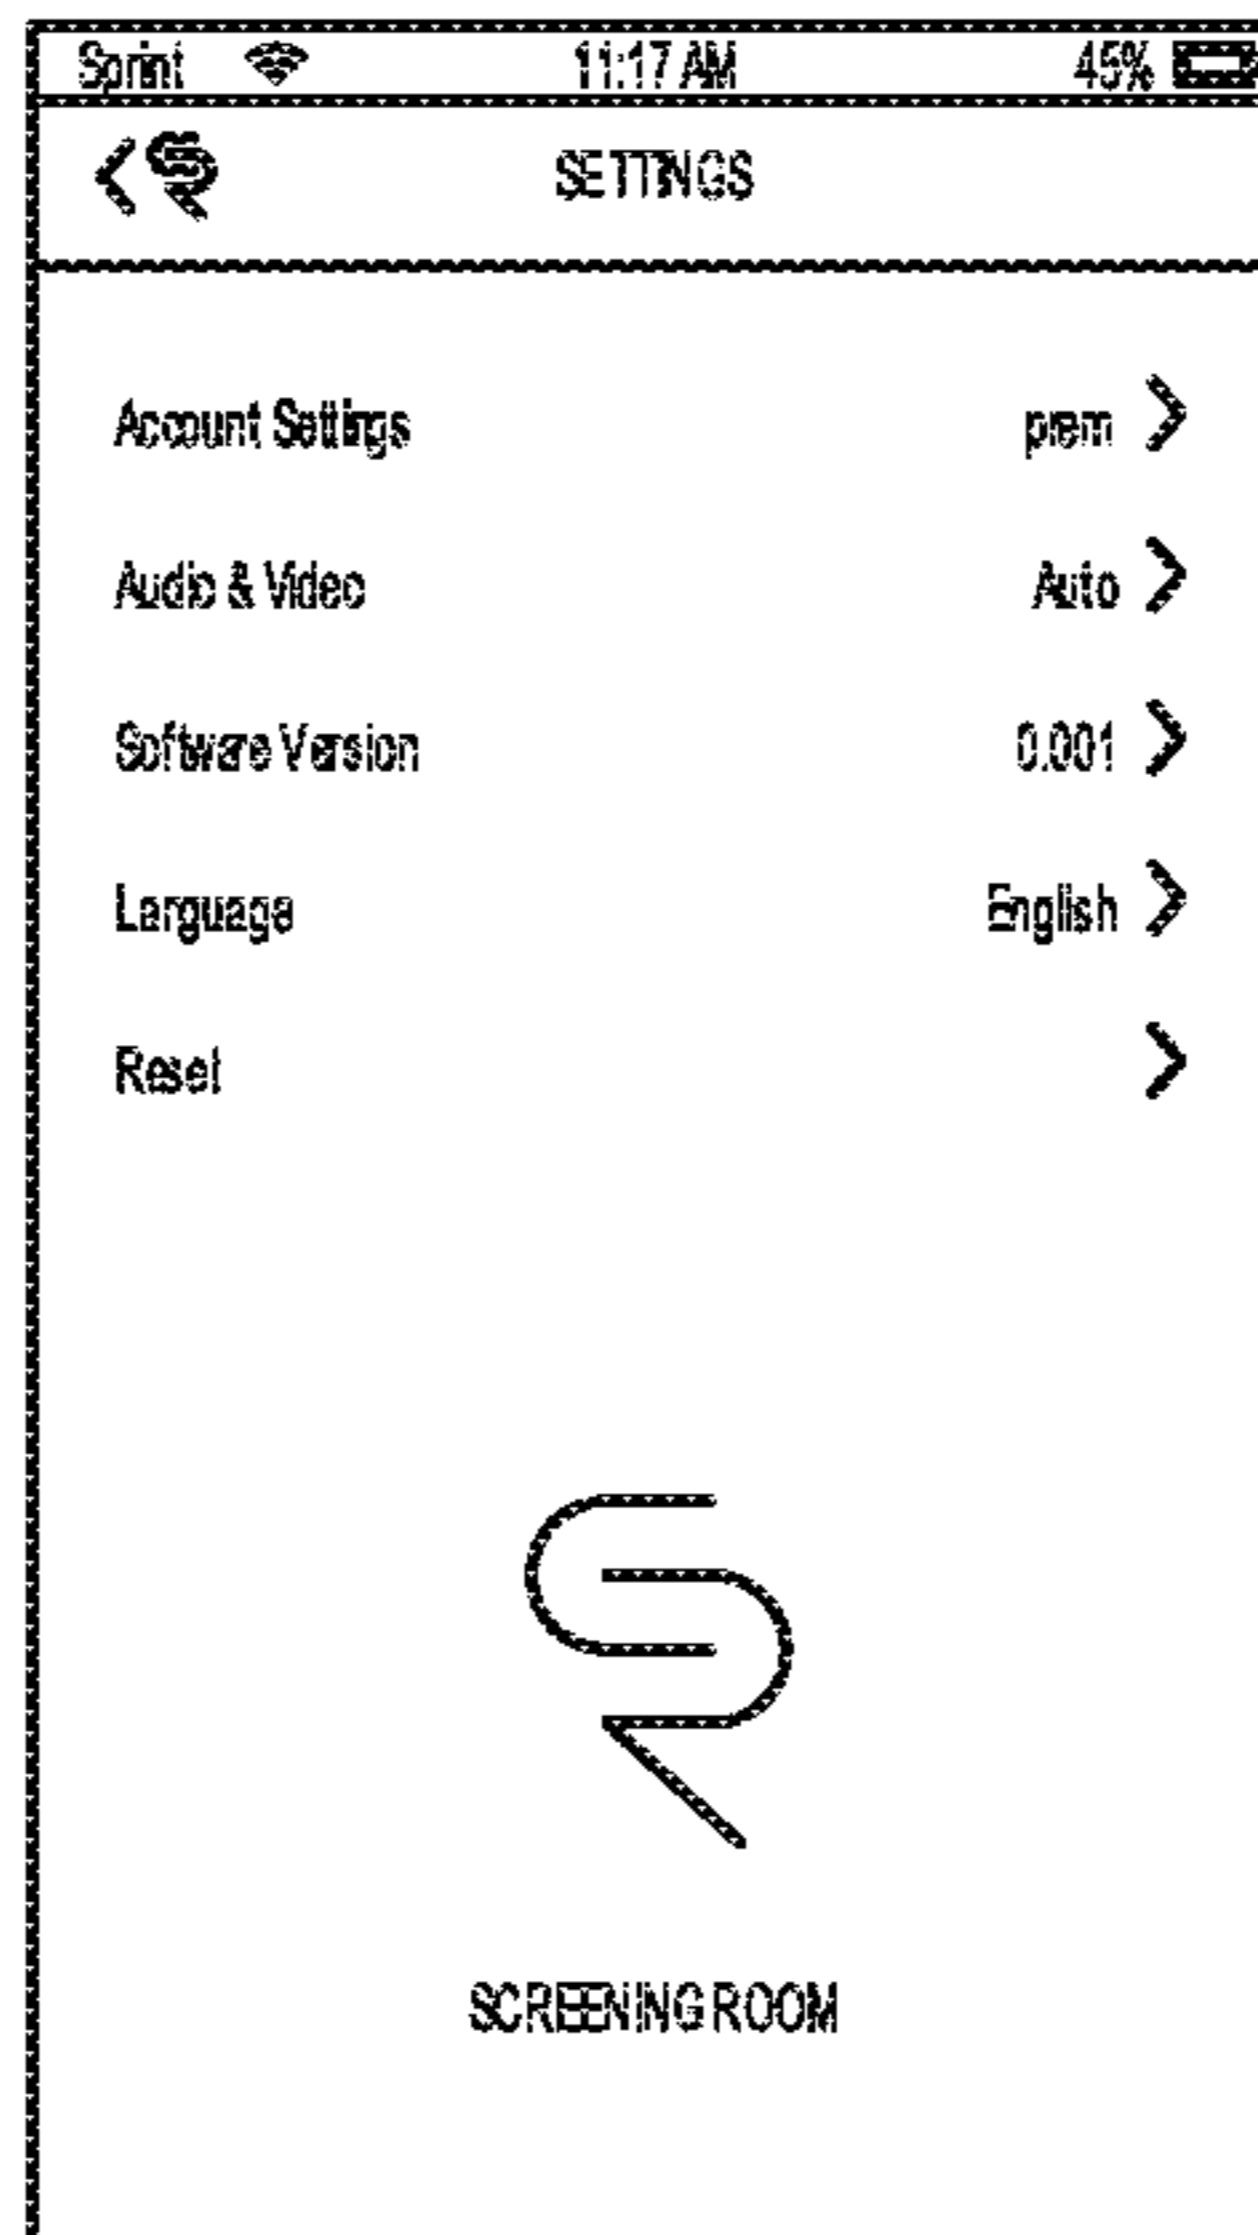 Sprint 11:17 AM 45%
SETTINGS
Account Settings prem
Audio & Video Auto
Software Version 0.001
Language English
Reset
SCREENING ROOM